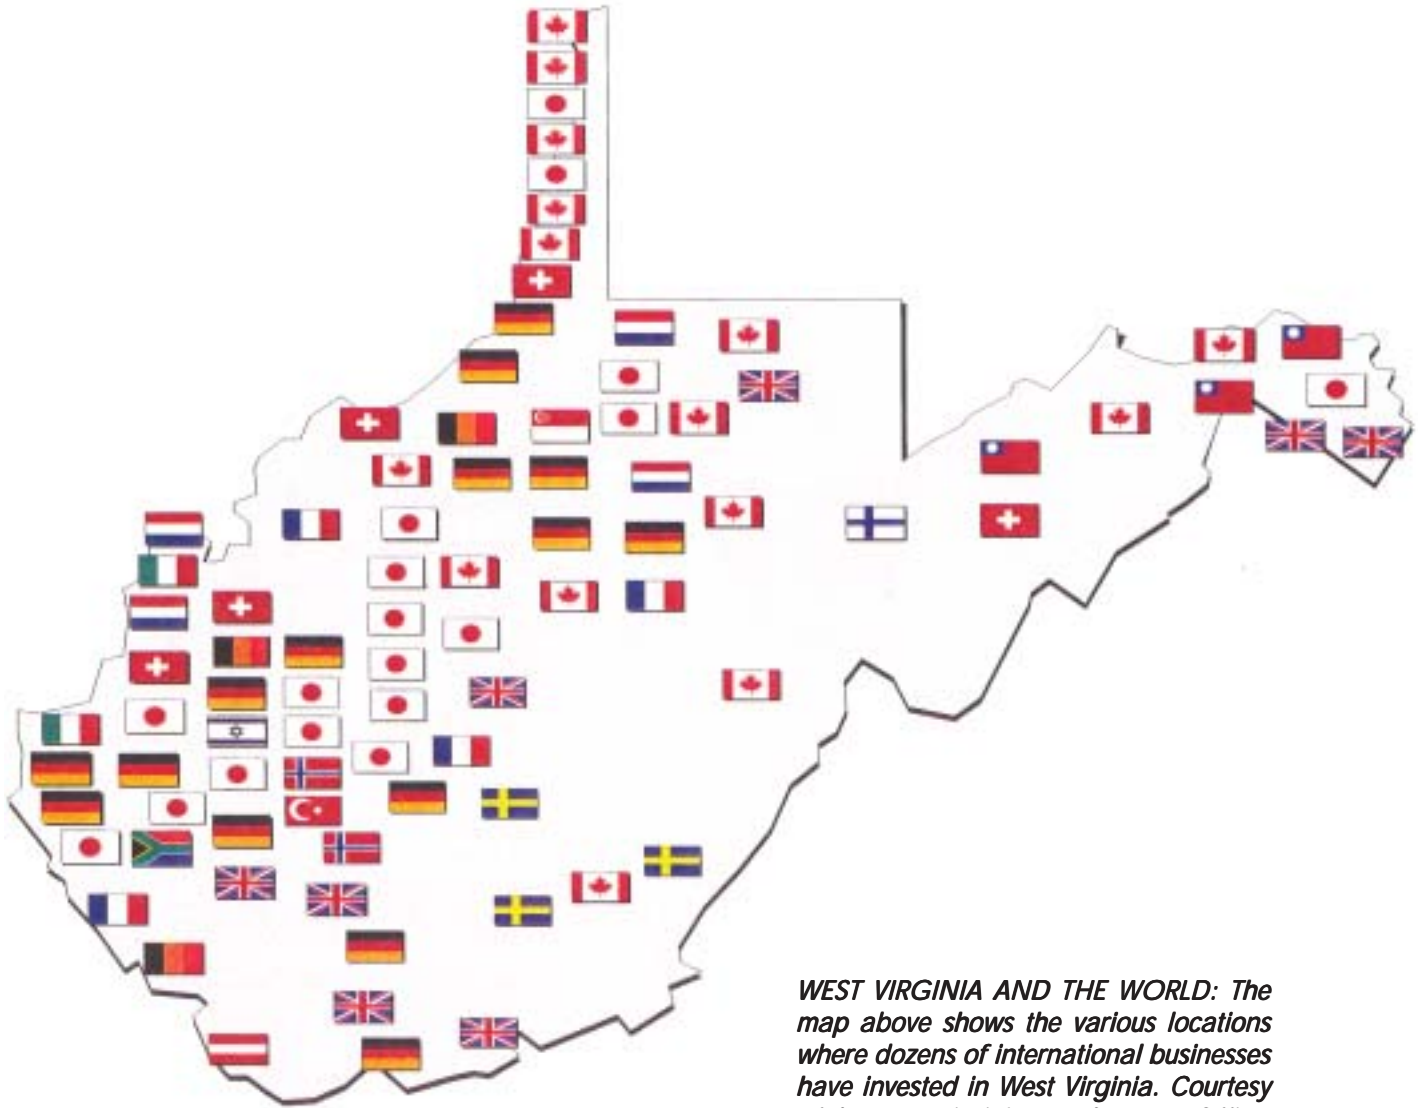 WEST VIRGINIA AND THE WORLD: The
map above shows the various locations
where dozens of international businesses
have invested in West Virginia. Courtesy